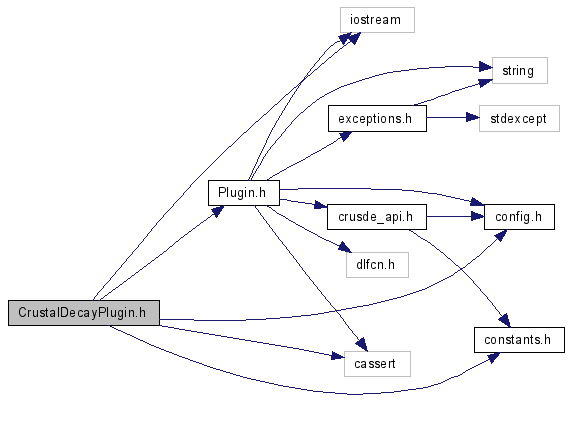 iostream
string
exceptions.h
stdexcept
Plugin.h
crusde_api.h
config.h
dlfcn.h
CrustalDecayPlugin.h
constants.h
cassert